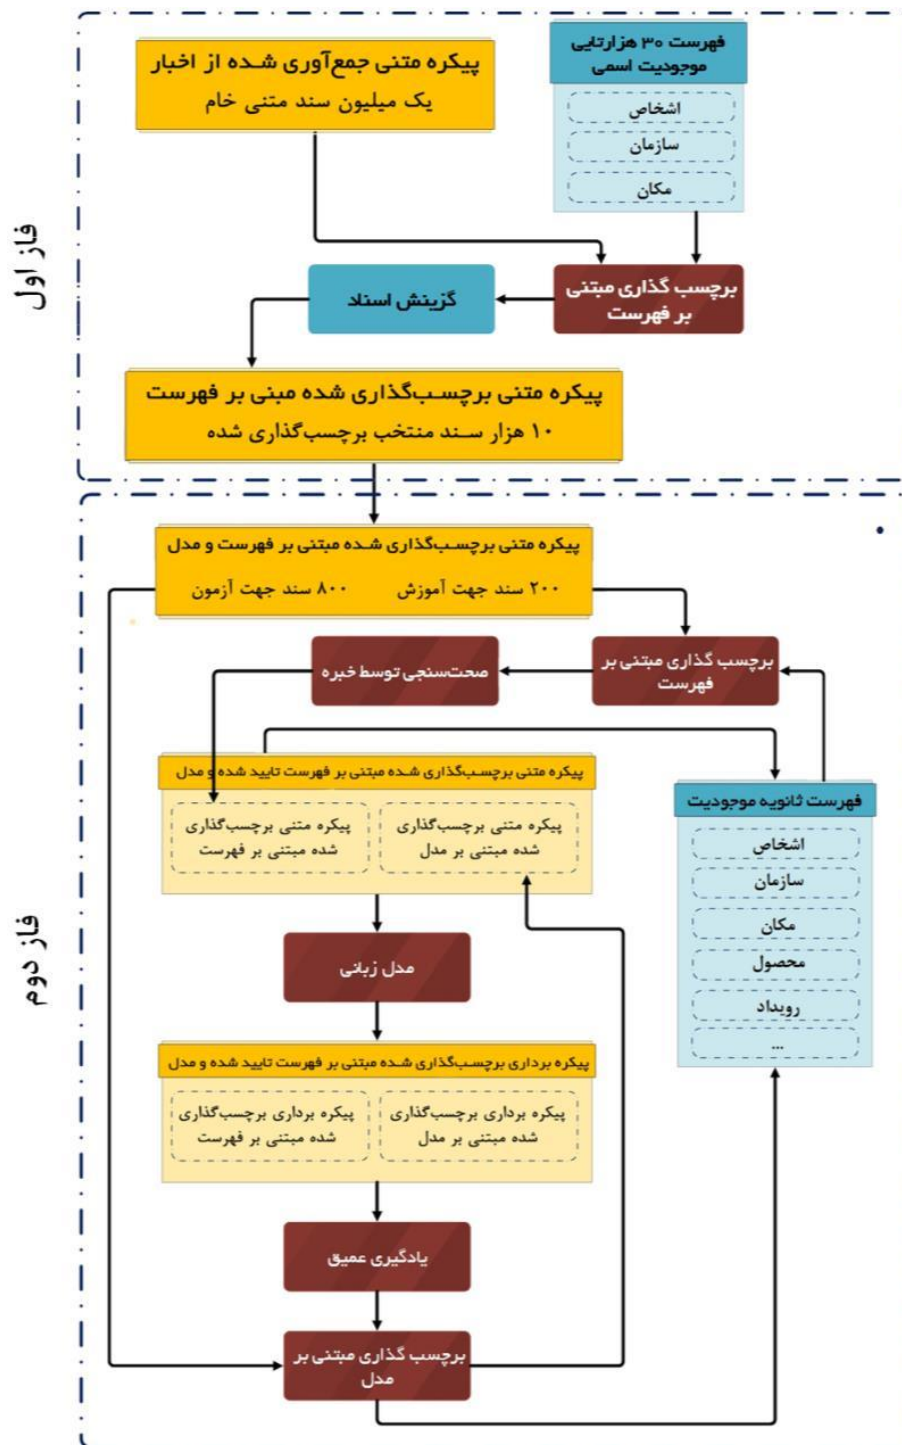 فاز اول
پیکره متنی جمع‌آوری شده از اخبار
یک میلیون سند متنی خام
فهرست ۳۰ هزارتایی
موجودیت اسمی
اشخاص
سازمان
مکان
برچسب گذاری مبتنی
بر فهرست
گزینش اسناد
پیکره متنی برچسب‌گذاری شده مبنی بر فهرست
۱۰ هزار سند منتخب برچسب‌گذاری شده
فاز دوم
پیکره متنی برچسب‌گذاری شده مبتنی بر فهرست و مدل
۲۰۰ سند جهت آموزش
۸۰۰ سند جهت آزمون
برچسب گذاری مبتنی بر
فهرست
صحت‌سنجی توسط خبره
پیکره متنی برچسب‌گذاری شده مبتنی بر فهرست تایید شده و مدل
پیکره متنی برچسب‌گذاری
شده مبتنی بر مدل
پیکره متنی برچسب‌گذاری
شده مبتنی بر فهرست
فهرست ثانویه موجودیت
اشخاص
سازمان
مکان
محصول
رویداد
...
مدل زبانی
پیکره برداری برچسب‌گذاری شده مبتنی بر فهرست تایید شده و مدل
پیکره برداری برچسب‌گذاری
شده مبتنی بر مدل
پیکره برداری برچسب‌گذاری
شده مبتنی بر فهرست
یادگیری عمیق
برچسب گذاری مبتنی بر
مدل